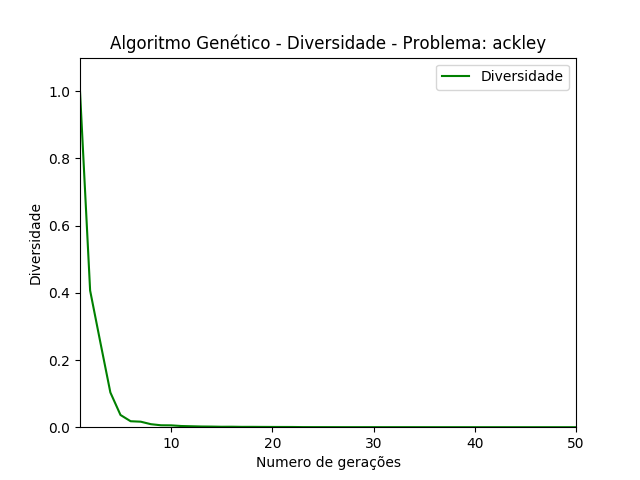 Algoritmo Genético - Diversidade - Problema: ackley
Diversidade
1.0
0.8
0.6
0.4
0.2
0.0
Diversidade
10
20
30
40
50
Numero de gerações